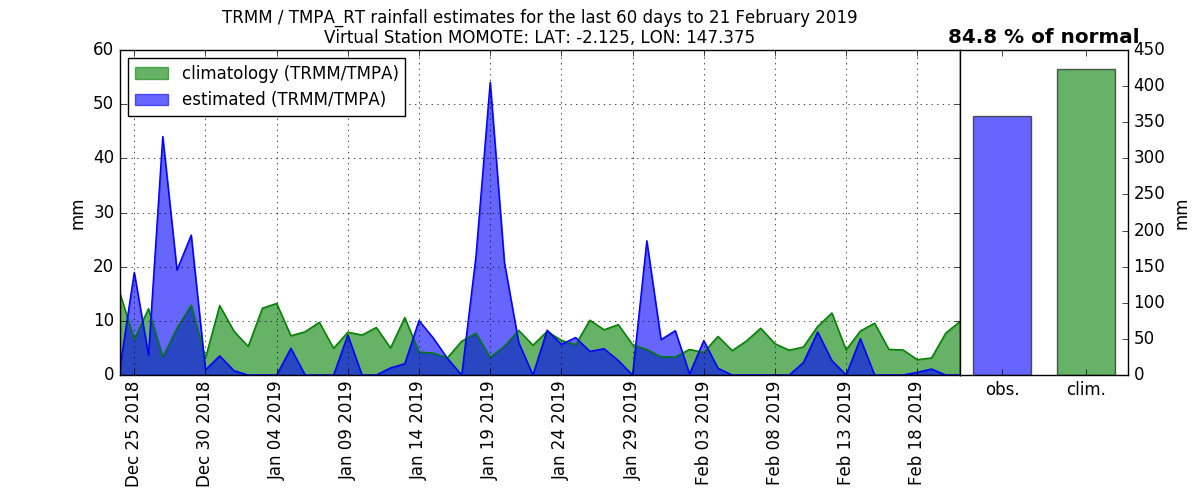 TRMM / TMPA_RT rainfall estimates for the last 60 days to 21 February 2019
Virtual Station MOMOTE: LAT: -2.125, LON: 147.375
84.8 % of normal
climatology (TRMM/TMPA)
estimated (TRMM/TMPA)
60
50
40
30
20
10
0
mm
Dec 25 2018
Dec 30 2018
Jan 04 2019
Jan 09 2019
Jan 14 2019
Jan 19 2019
Jan 24 2019
Jan 29 2019
Feb 03 2019
Feb 08 2019
Feb 13 2019
Feb 18 2019
450
400
350
300
250
200
150
100
50
0
mm
obs.
clim.